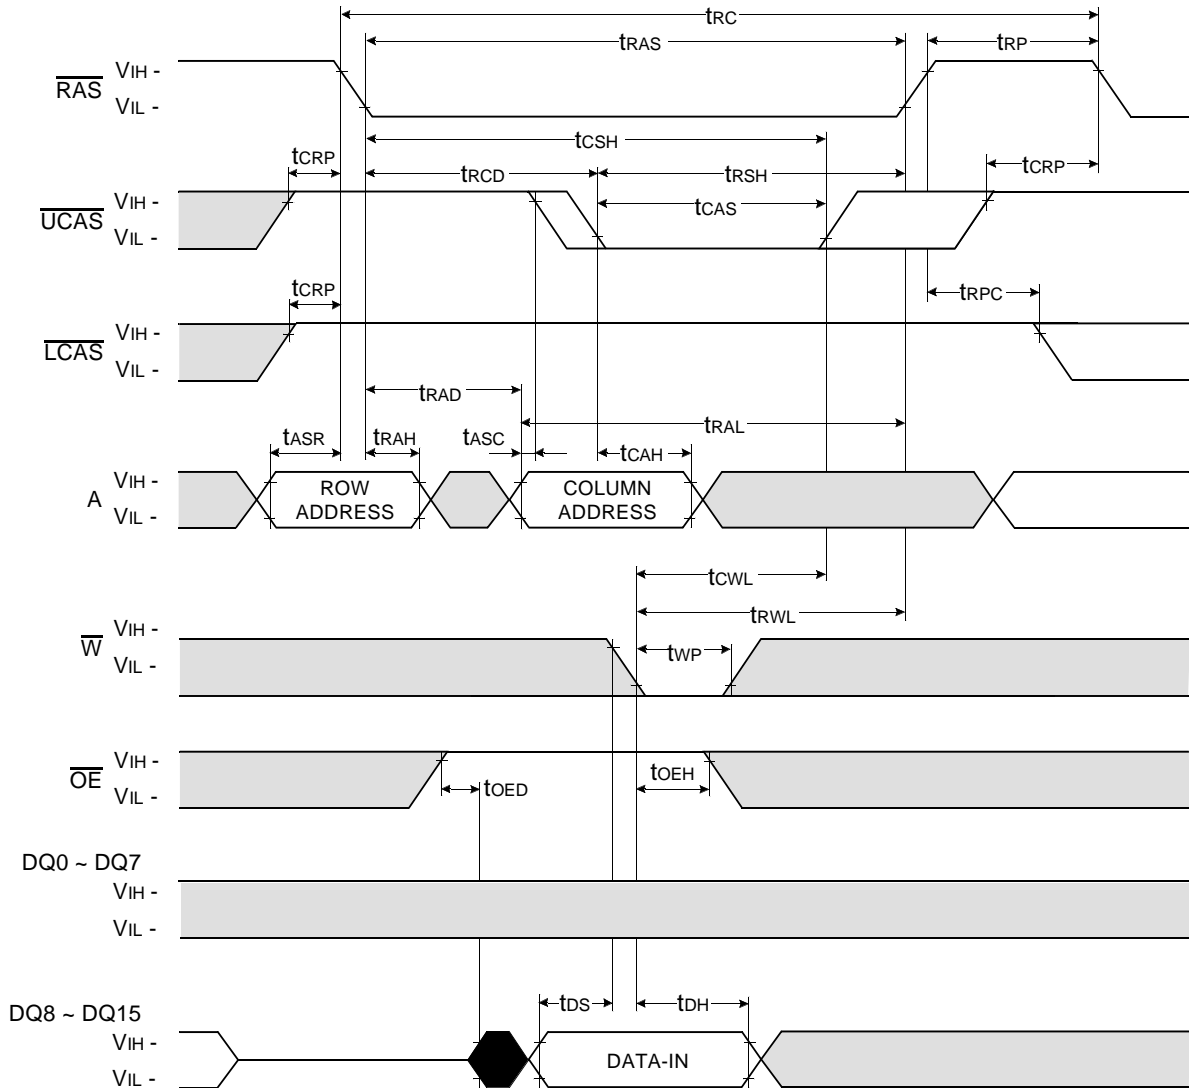 tRC
tRAS tRP
RAS VIH -
VIL -
tCSH
tCRP tRCD tRSH tCRP
UCAS VIH -
VIL -
tCAS
tCRP tRPC
LCAS VIH -
VIL -
tRAD
tRAL
tASR tRAH tASC tCAH
A VIH -
VIL -
ROW
ADDRESS
COLUMN
ADDRESS
tCWL
tRWL
W VIH -
VIL -
tWP
OE VIH -
VIL -
tOED tOEH
DQ0 ~ DQ7
VIH -
VIL -
DQ8 ~ DQ15
tDS tDH
VIH -
VIL -
DATA-IN